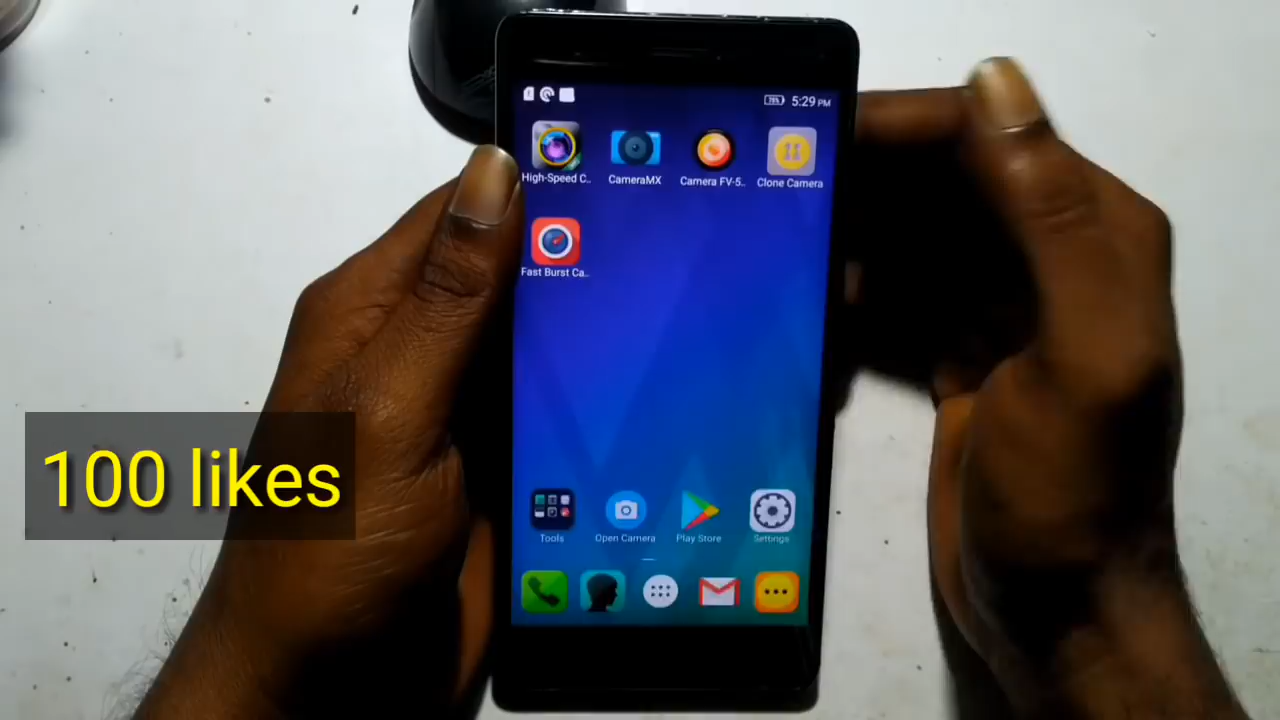 5:29 PM
High-Speed C..
CameraMX
Camera FV-5..
Clone Camera
Fast Burst Ca..
100 likes
Tools
Open Camera
Play Store
Settings